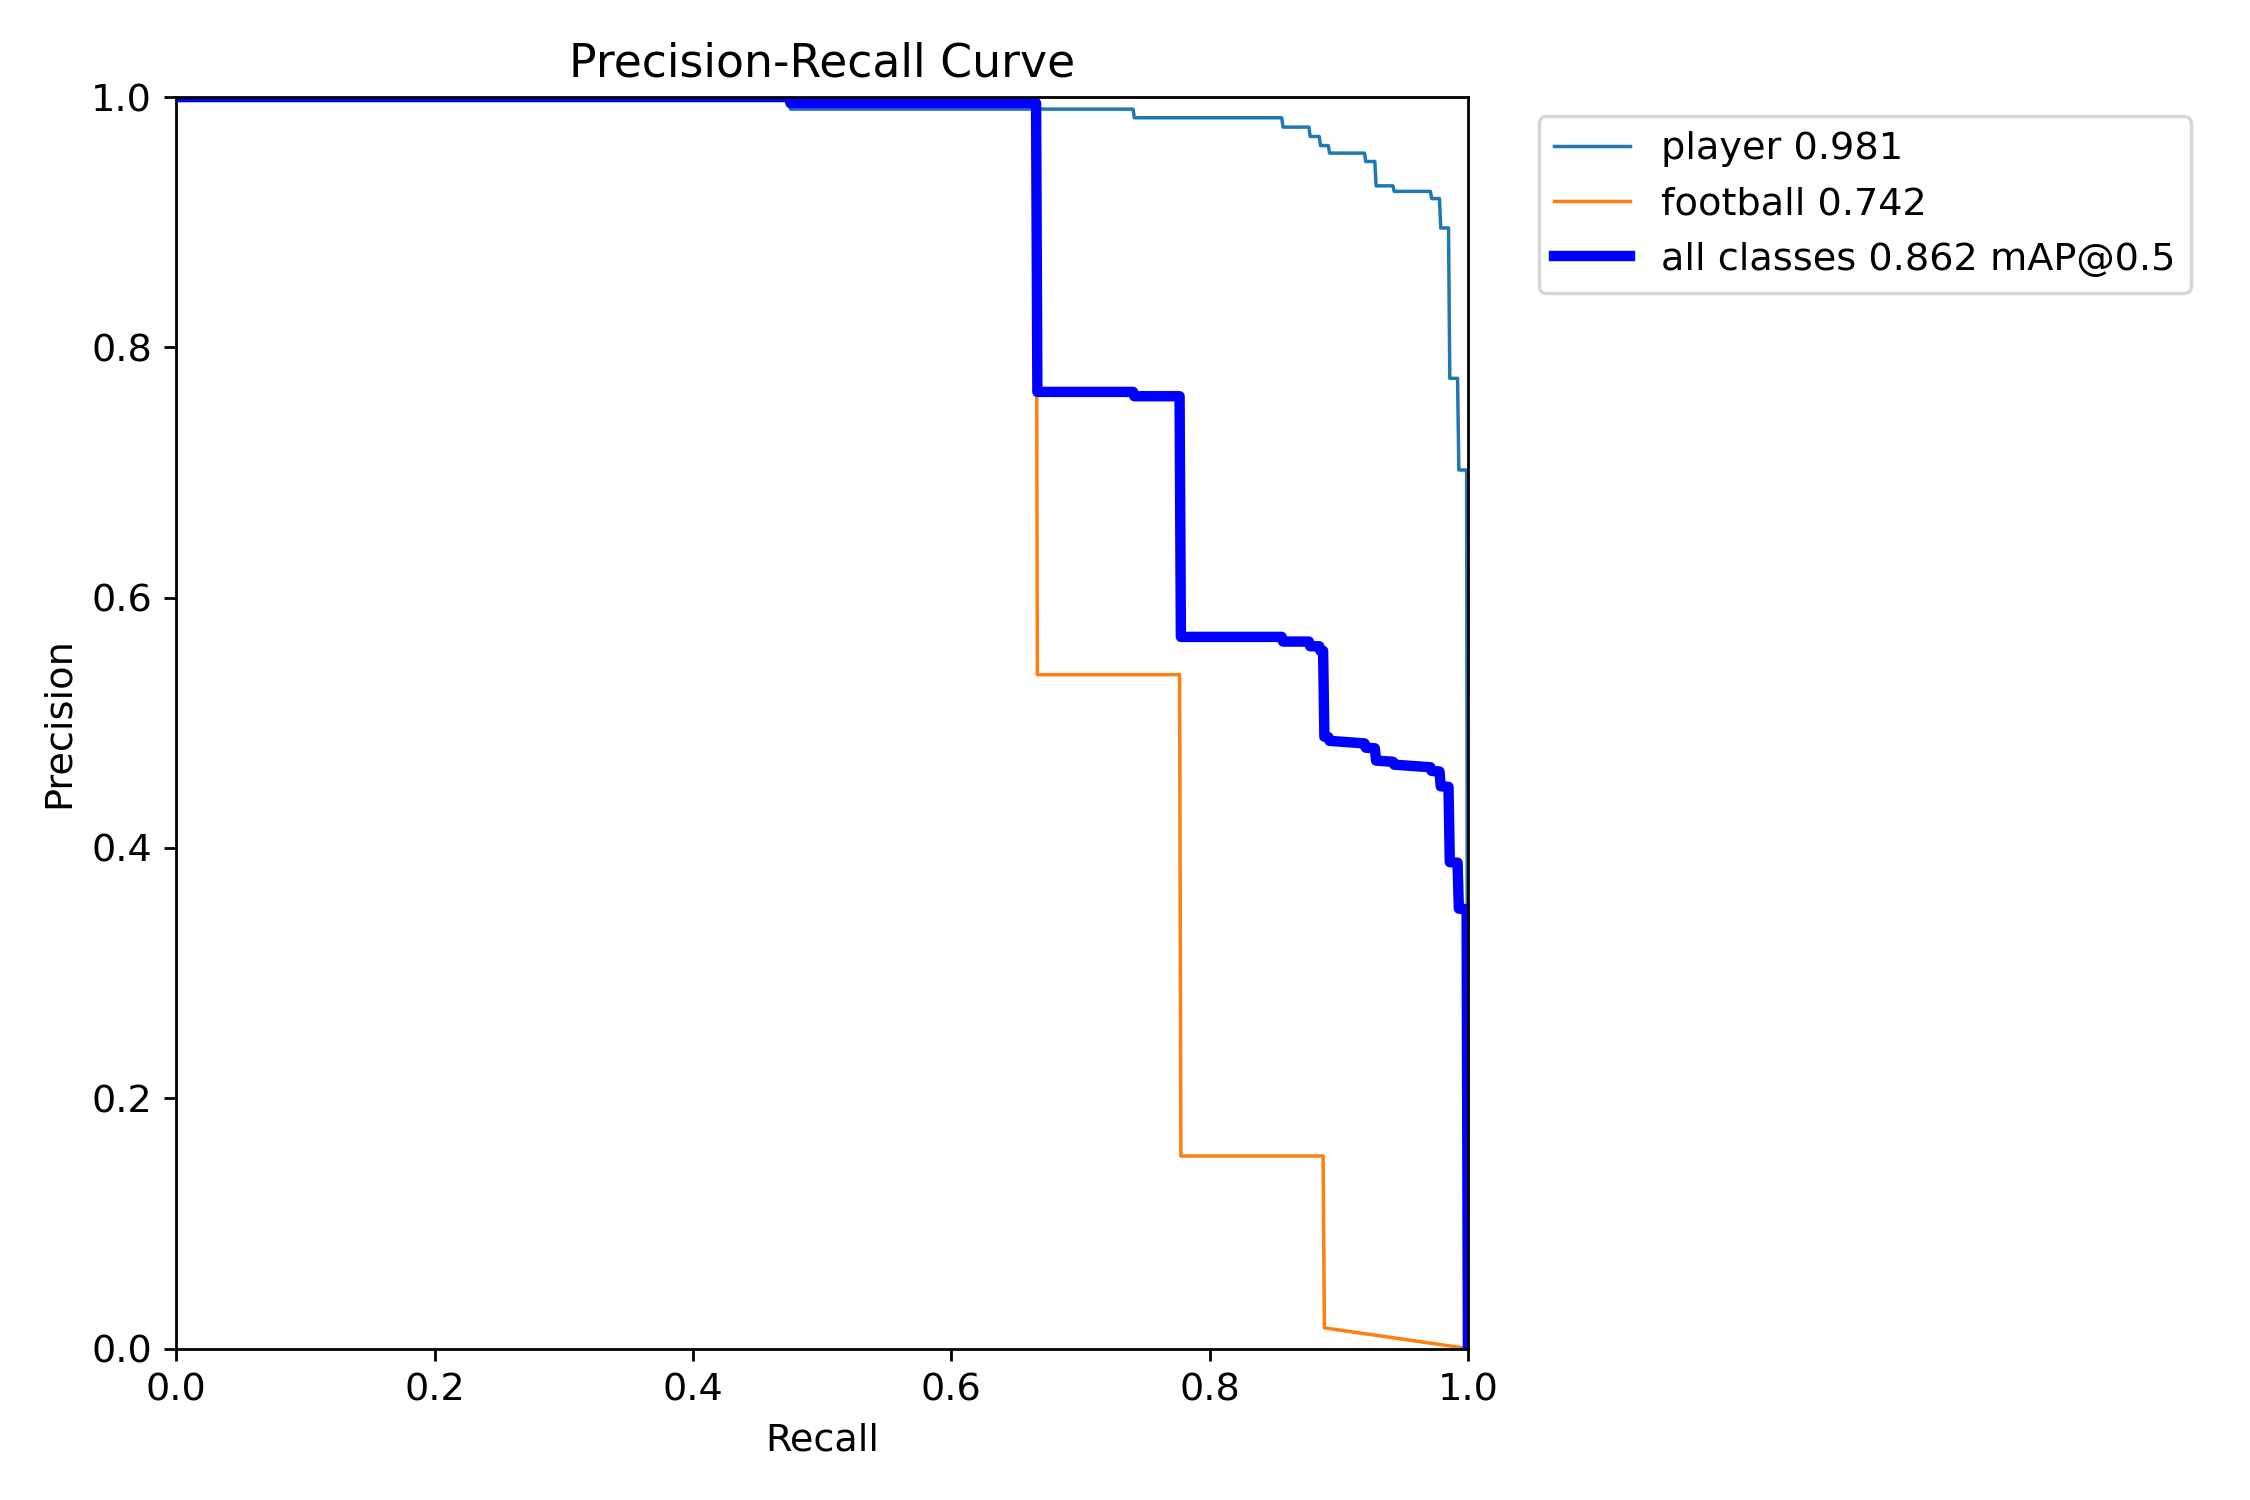 Precision-Recall Curve
1.0
0.8
0.6
0.4
0.2
0.0
Precision
0.0 0.2 0.4 0.6 0.8 1.0
Recall
player 0.981
football 0.742
all classes 0.862 mAP@0.5